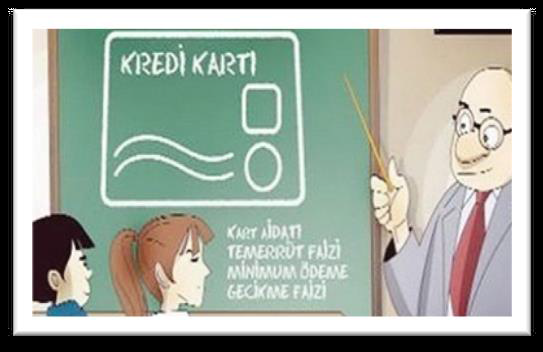 KREDİ KARTI
KART AİDATI
TEMERRÜT FAİZİ
MİNİMUM ÖDEME
GECİKME FAİZİ